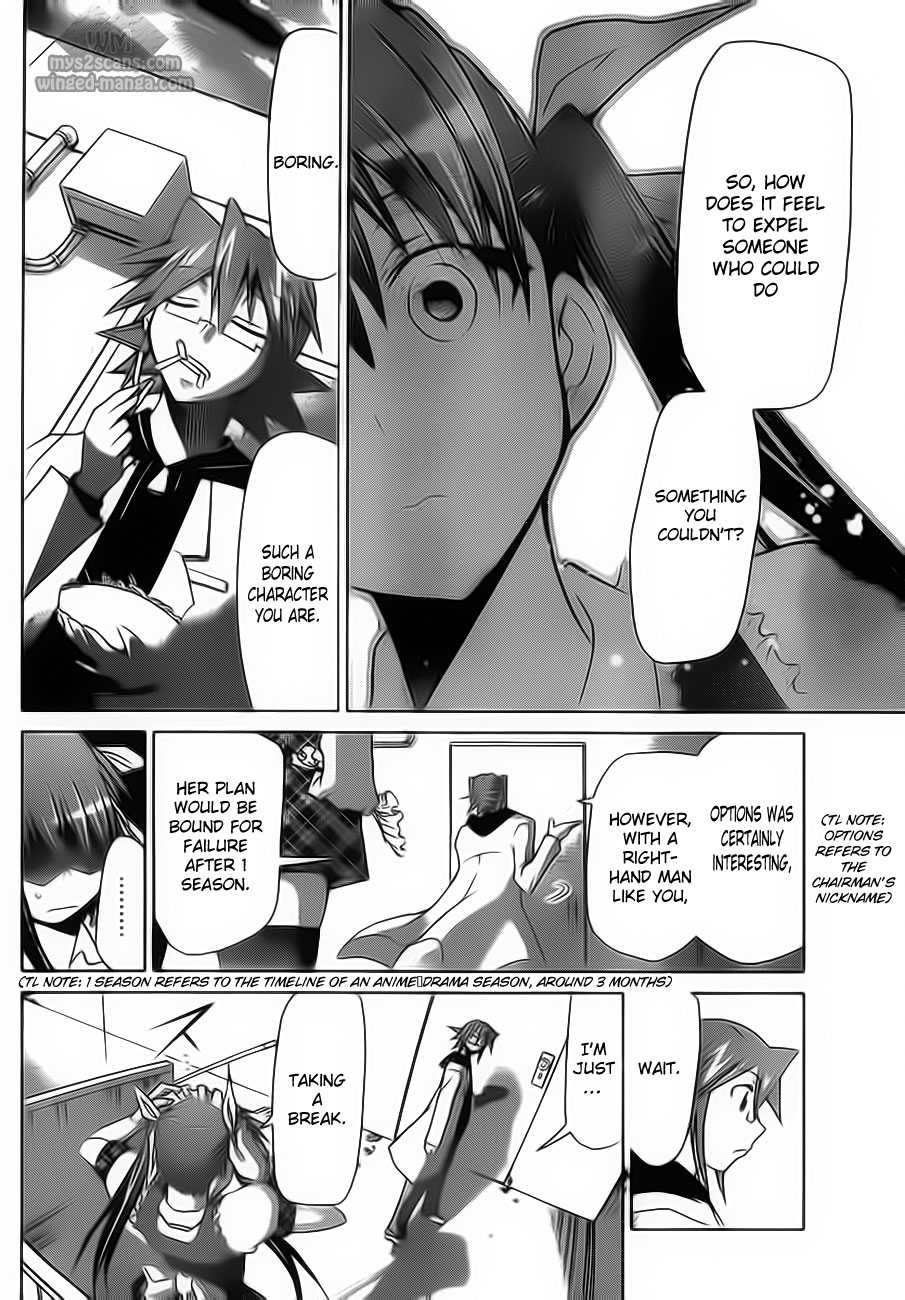 WM
mys2scans.com
winged-manga.com
SO, HOW
DOES IT FEEL
TO EXPEL
SOMEONE
WHO COULD
DO
SOMETHING
YOU
COULDN'T?
BORING.
SUCH A
BORING
CHARACTER
YOU ARE.
OPTIONS WAS
CERTAINLY
INTERESTING,
HOWEVER,
WITH A
RIGHT-
HAND MAN
LIKE YOU,
(TL NOTE:
OPTIONS
REFERS TO
THE
CHAIRMAN'S
NICKNAME)
HER PLAN
WOULD BE
BOUND FOR
FAILURE
AFTER 1
SEASON.
.........
(TL NOTE: 1 SEASON REFERS TO THE TIMELINE OF AN ANIME▯DRAMA SEASON, AROUND 3 MONTHS)
WAIT.
I'M
JUST
...
TAKING
A
BREAK.